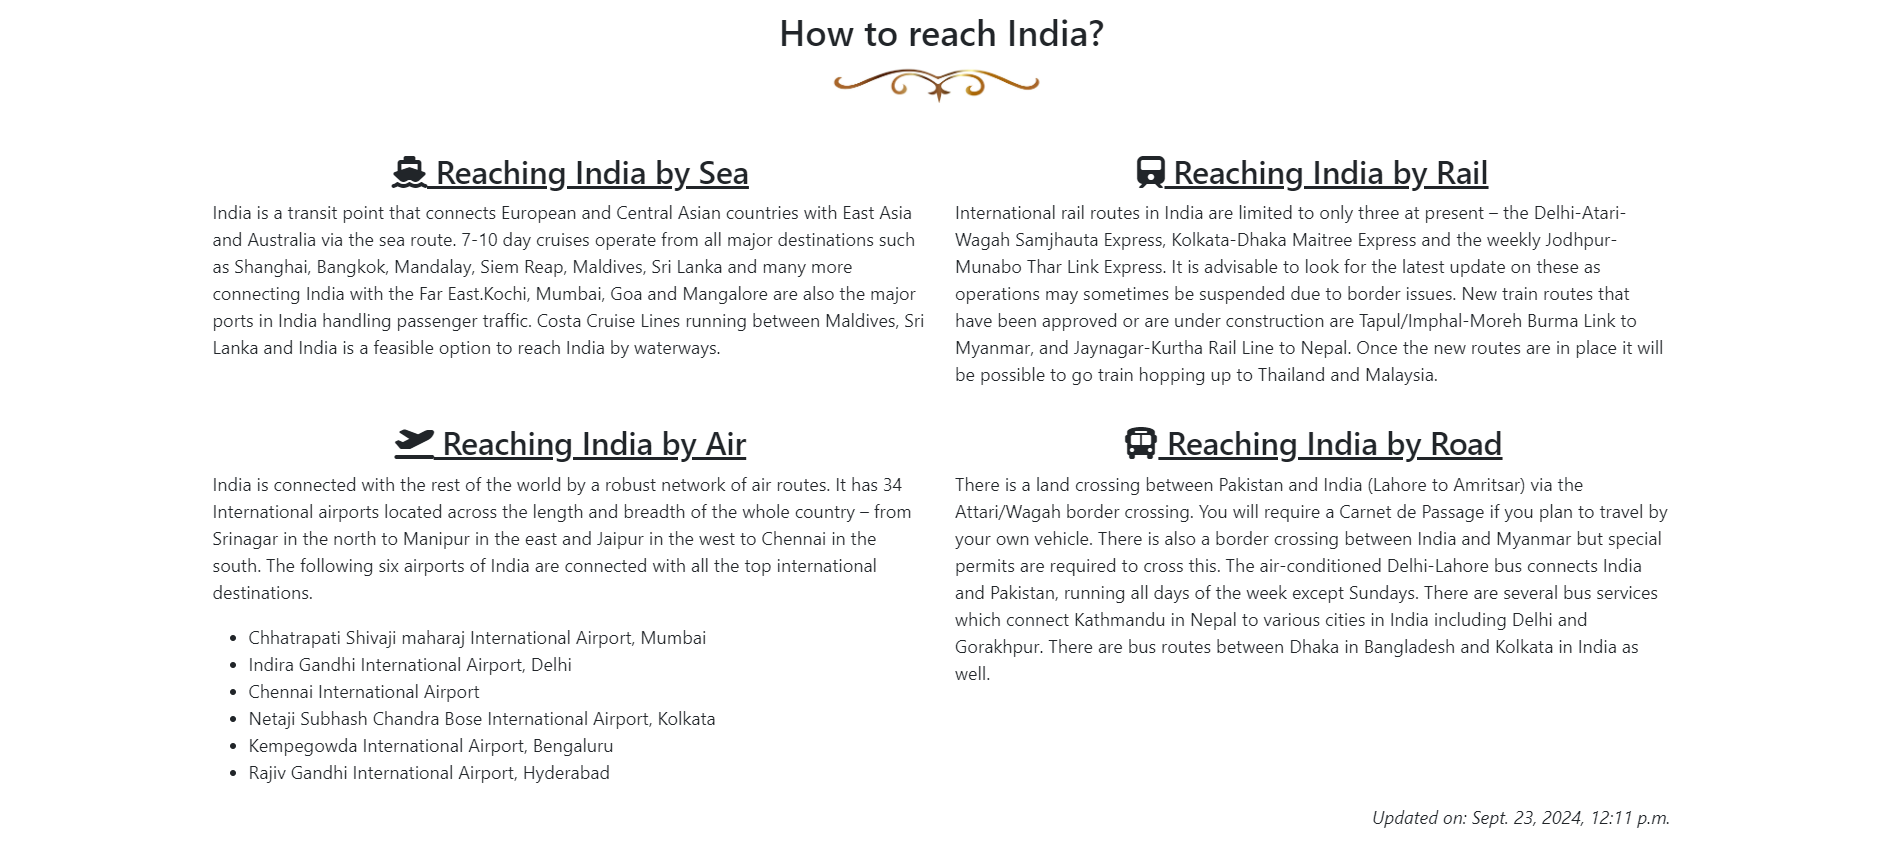 How to reach India?
Reaching India by Sea
India is a transit point that connects European and Central Asian countries with East Asia
and Australia via the sea route. 7-10 day cruises operate from all major destinations such
as Shanghai, Bangkok, Mandalay, Siem Reap, Maldives, Sri Lanka and many more
connecting India with the Far East.Kochi, Mumbai, Goa and Mangalore are also the major
ports in India handling passenger traffic. Costa Cruise Lines running between Maldives, Sri
Lanka and India is a feasible option to reach India by waterways.
Reaching India by Rail
International rail routes in India are limited to only three at present – the Delhi-Atari-
Wagah Samjhauta Express, Kolkata-Dhaka Maitree Express and the weekly Jodhpur-
Munabo Thar Link Express. It is advisable to look for the latest update on these as
operations may sometimes be suspended due to border issues. New train routes that
have been approved or are under construction are Tapul/Imphal-Moreh Burma Link to
Myanmar, and Jaynagar-Kurtha Rail Line to Nepal. Once the new routes are in place it will
be possible to go train hopping up to Thailand and Malaysia.
Reaching India by Air
India is connected with the rest of the world by a robust network of air routes. It has 34
International airports located across the length and breadth of the whole country – from
Srinagar in the north to Manipur in the east and Jaipur in the west to Chennai in the
south. The following six airports of India are connected with all the top international
destinations.
• Chhatrapati Shivaji maharaj International Airport, Mumbai
• Indira Gandhi International Airport, Delhi
• Chennai International Airport
• Netaji Subhash Chandra Bose International Airport, Kolkata
• Kempegowda International Airport, Bengaluru
• Rajiv Gandhi International Airport, Hyderabad
Reaching India by Road
There is a land crossing between Pakistan and India (Lahore to Amritsar) via the
Attari/Wagah border crossing. You will require a Carnet de Passage if you plan to travel by
your own vehicle. There is also a border crossing between India and Myanmar but special
permits are required to cross this. The air-conditioned Delhi-Lahore bus connects India
and Pakistan, running all days of the week except Sundays. There are several bus services
which connect Kathmandu in Nepal to various cities in India including Delhi and
Gorakhpur. There are bus routes between Dhaka in Bangladesh and Kolkata in India as
well.
Updated on: Sept. 23, 2024, 12:11 p.m.